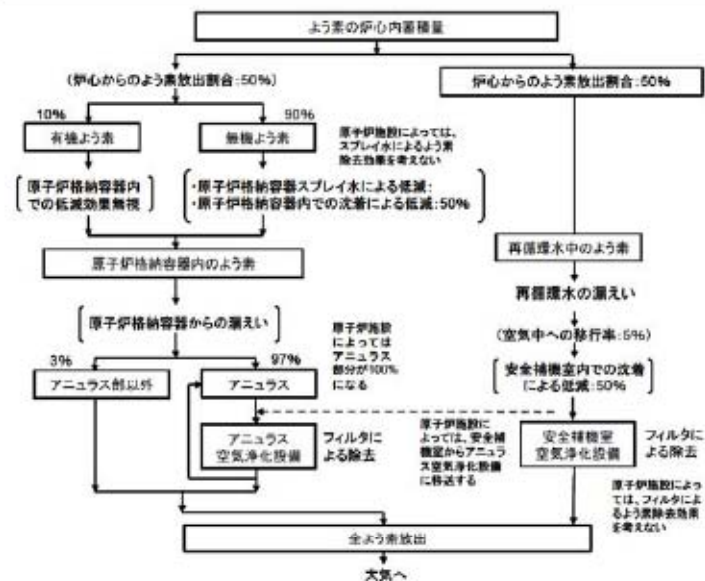 よう素の炉心内蓄積量
(炉心からのよう素放出割合:50%)
炉心からのよう素放出割合:50%
10%
90%
有機よう素
無機よう素
原子炉施設によっては、
スプレイ水によるよう素
除去効果を考えない
原子炉格納容器内
での低減効果無視
・原子炉格納容器スプレイ水による低減:
・原子炉格納容器内での沈着による低減:50%
原子炉格納容器内のよう素
再循環水中のよう素
再循環水の漏えい
原子炉格納容器からの漏えい
(空気中への移行率:5%)
原子炉施設
によっては
アニュラス
部分が100%
になる
3%
97%
アニュラス部以外
アニュラス
安全補機室内での沈着
による低減:50%
アニュラス
空気浄化設備
フィルタに
よる除去
原子炉施設に
よっては、安全補
機室からアニュラ
ス空気浄化設備
に移送する
安全補機室
空気浄化設備
フィルタに
よる除去
原子炉施設によっ
ては、フィルタによ
るよう素除去効果
を考えない
全よう素放出
大気へ